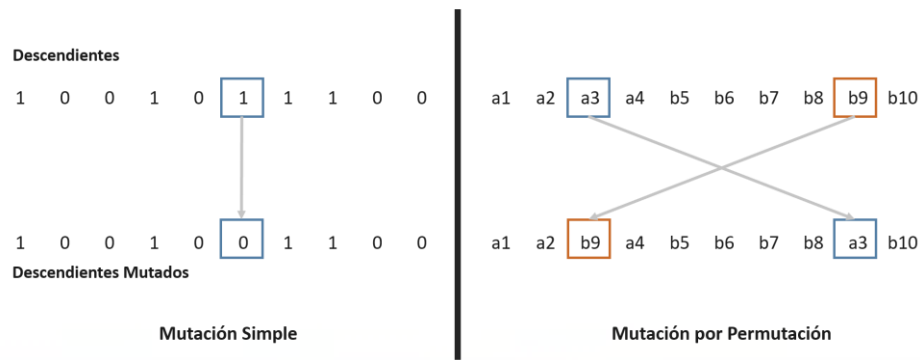 Descendientes
1 0 0 1 0 1 1 1 0 0
1 0 0 1 0 0 1 1 0 0
Descendientes Mutados
Mutación Simple
a1 a2 a3 a4 b5 b6 b7 b8 b9 b10
a1 a2 b9 a4 b5 b6 b7 b8 a3 b10
Mutación por Permutación